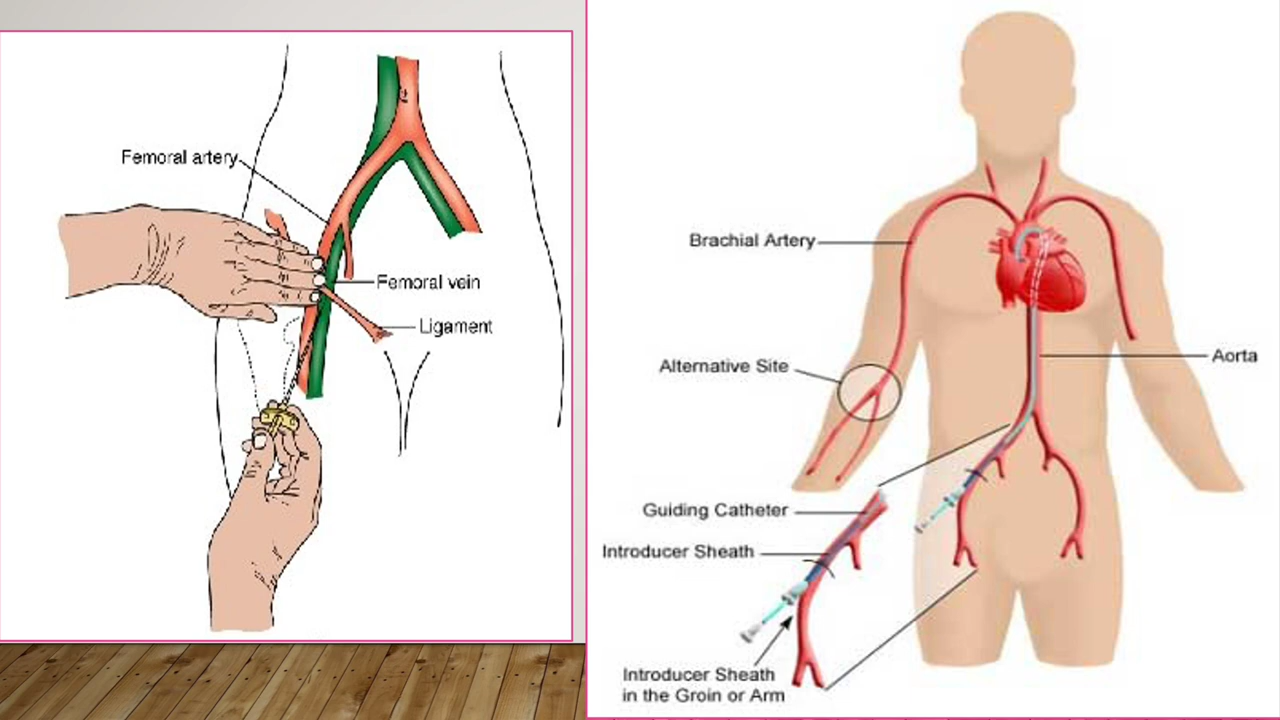 Femoral artery
Femoral vein
Ligament
Brachial Artery
Alternative Site
Aorta
Guiding Catheter
Introducer Sheath
Introducer Sheath
in the Groin or Arm